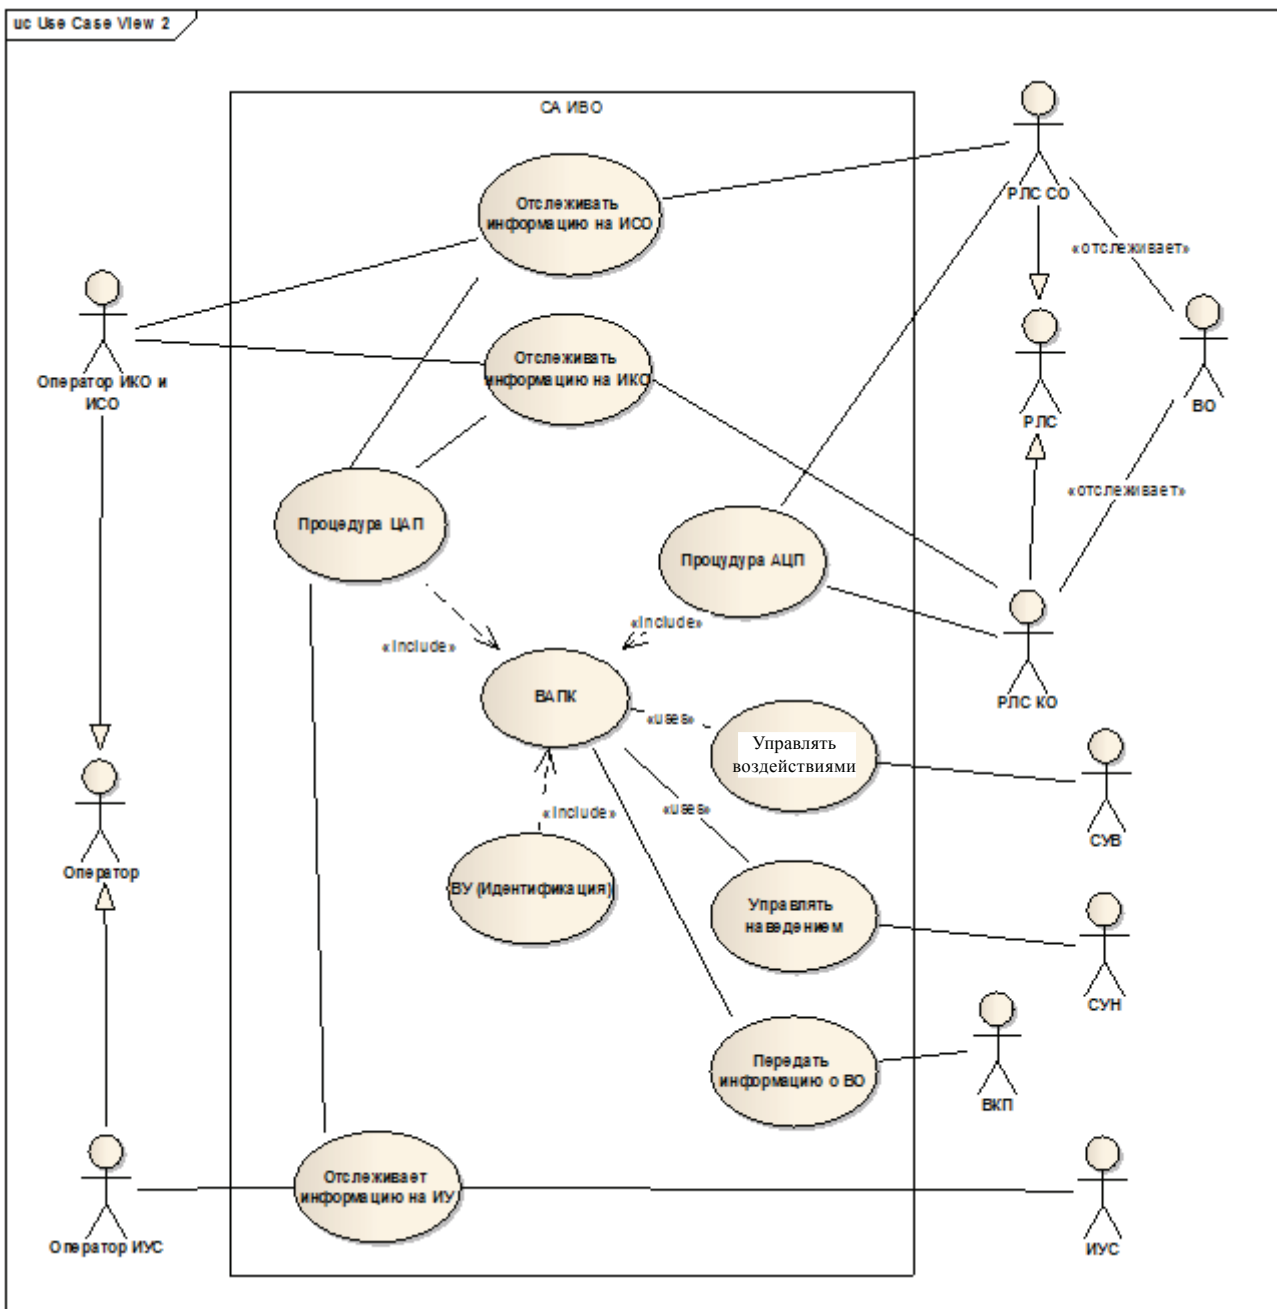 uc Use Case View 2
СА ИВО
Отслеживать
информацию на ИСО
РЛС СО
«отслеживает»
Оператор ИКО и
ИСО
Отслеживать
информацию на ИКО
РЛС
ВО
«отслеживает»
Процедура ЦАП
Процудура АЦП
«include»
«include»
РЛС КО
ВАПК
«uses»
Управлять
воздействиями
СУВ
«include»
«uses»
Оператор
ВУ (Идентификация)
Управлять
наведением
СУН
Передать
информацию о ВО
ВКП
Отслеживает
информацию на ИУ
Оператор ИУС
ИУС